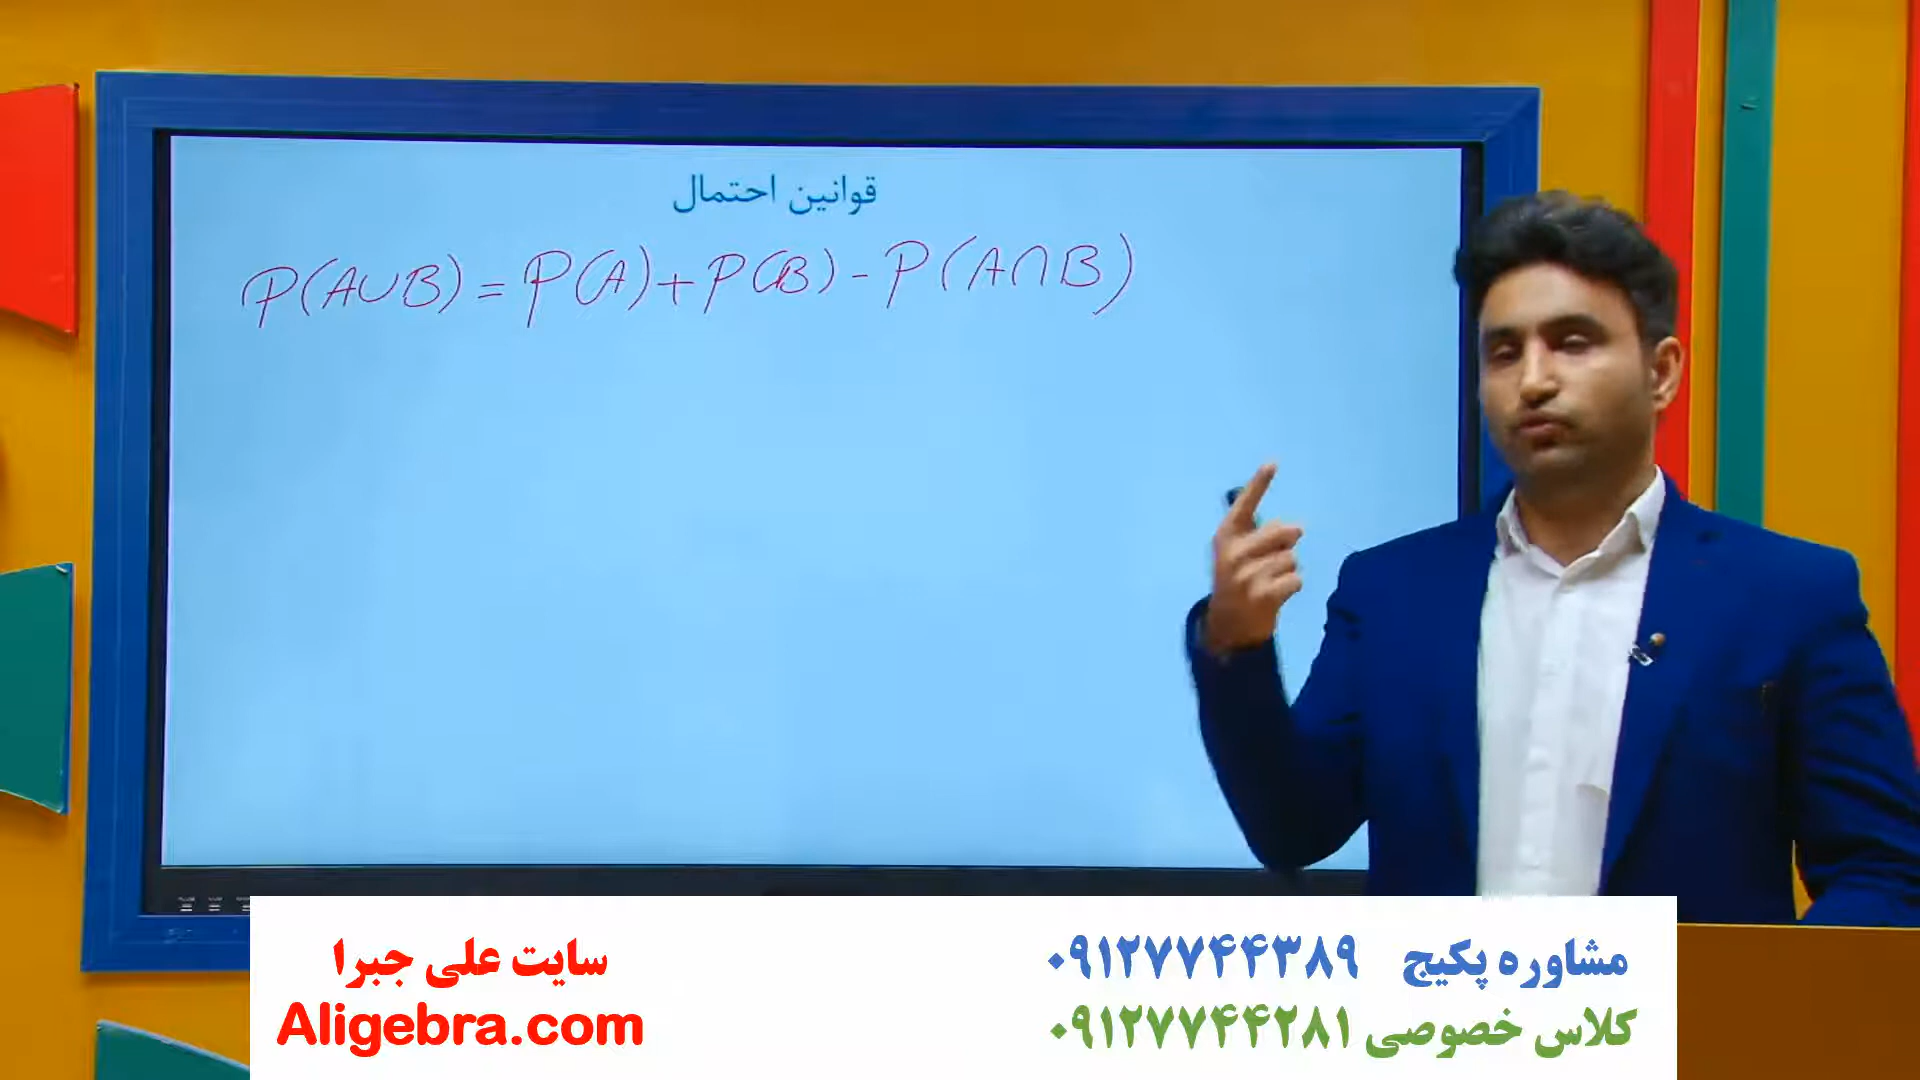 قوانین احتمال
P(A∪B) = P(A) + P(B) - P(A∩B)
مشاوره پکیج ۰۹۱۲۷۷۴۴۳۸۹
کلاس خصوصی ۰۹۱۲۷۷۴۴۲۸۱
سایت علی جبرا
Aligebra.com